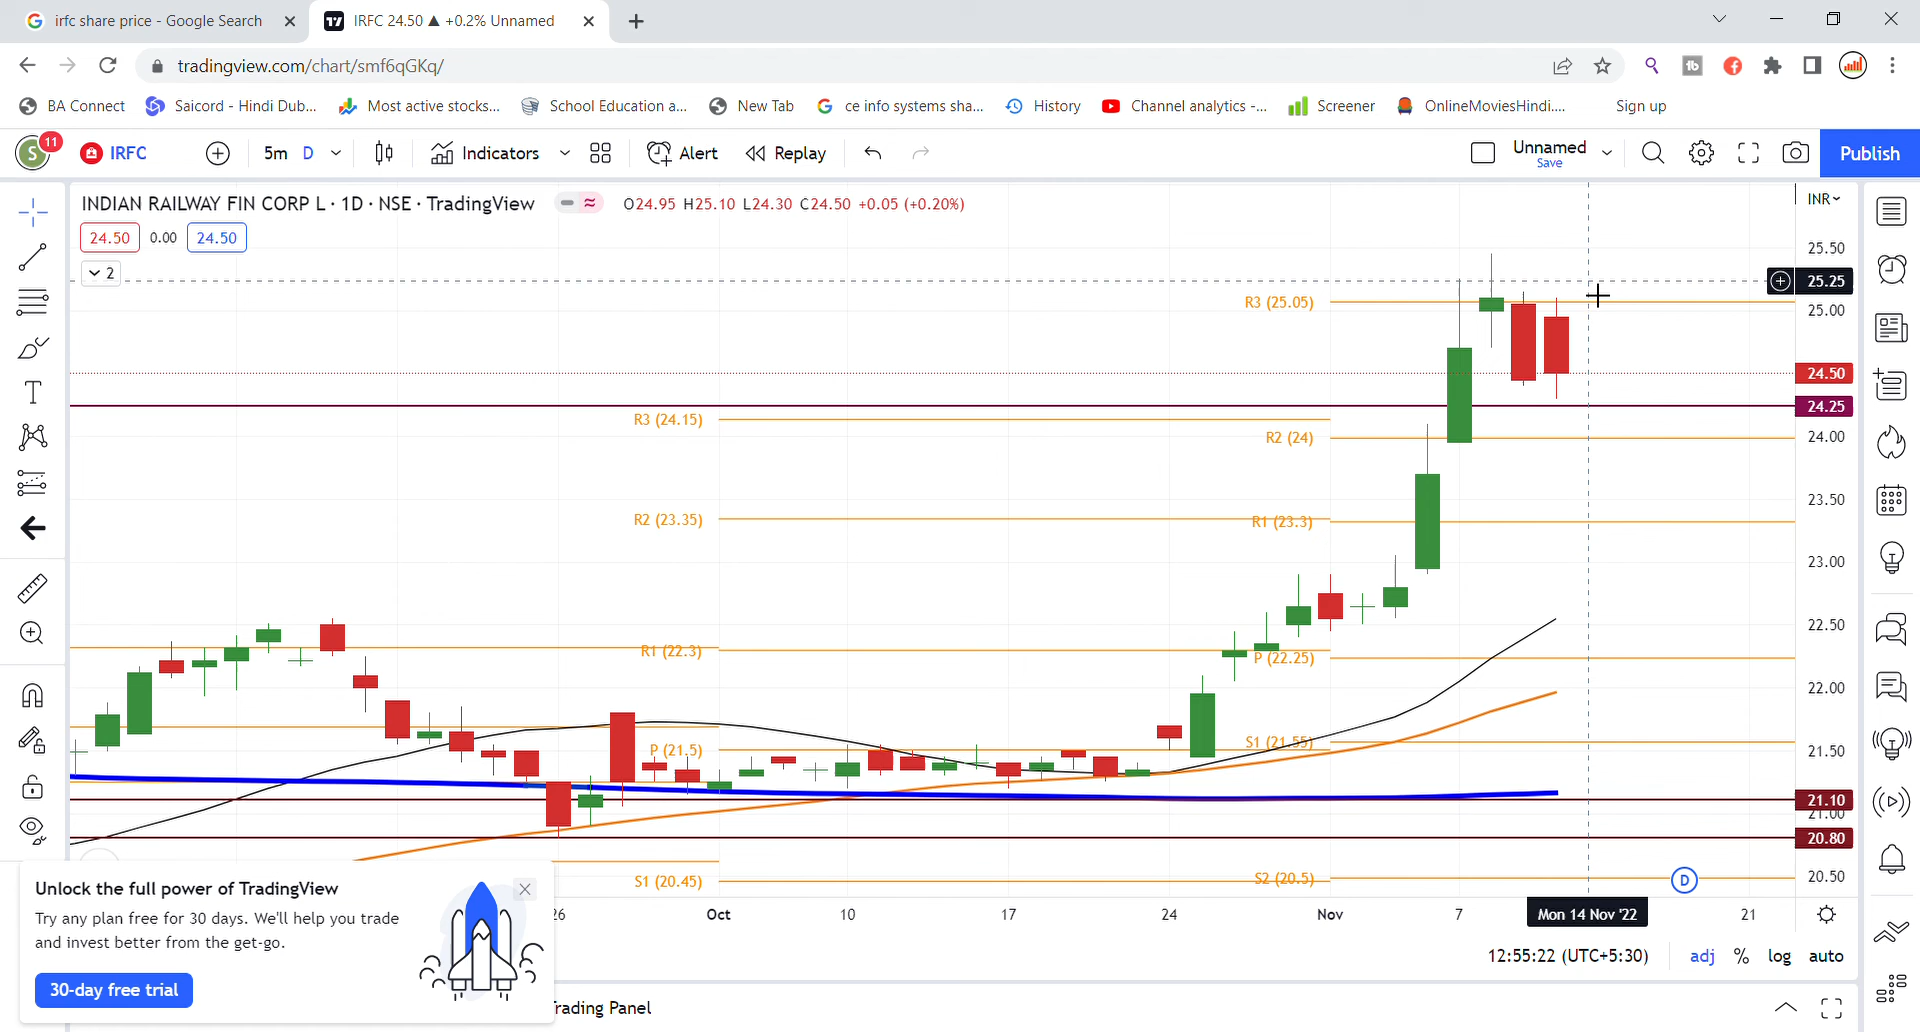 irfc share price - Google Search
IRFC 24.50 ▲ +0.2% Unnamed
tradingview.com/chart/smf6qGKq/
BA Connect
Saicord - Hindi Dub...
Most active stocks...
School Education a...
New Tab
ce info systems sha...
History
Channel analytics -...
Screener
OnlineMoviesHindi....
Sign up
S 11
IRFC
5m D
Indicators
Alert
Replay
Unnamed
Save
Publish
INDIAN RAILWAY FIN CORP L · 1D · NSE · TradingView
O24.95 H25.10 L24.30 C24.50 +0.05 (+0.20%)
INR
24.50 0.00 24.50
2
25.50
25.25
R3 (25.05)
25.00
24.50
24.25
R3 (24.15)
R2 (24)
24.00
23.50
R2 (23.35)
R1 (23.3)
23.00
22.50
R1 (22.3)
P (22.25)
22.00
P (21.5)
S1 (21.55)
21.50
21.10
21.00
20.80
S1 (20.45)
S2 (20.5)
D
20.50
26
Oct
10
17
24
Nov
7
Mon 14 Nov '22
21
Unlock the full power of TradingView
Try any plan free for 30 days. We'll help you trade
and invest better from the get-go.
30-day free trial
12:55:22 (UTC+5:30)
adj % log auto
rading Panel